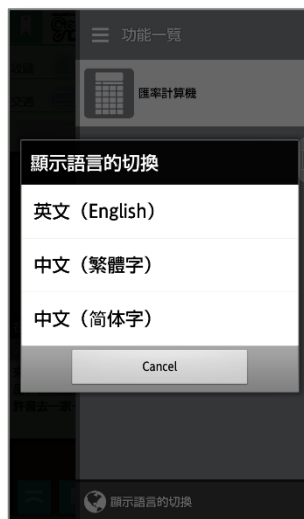 功能一覧
匯率計算機
顯示語言的切換
英文（English）
中文（繁體字）
中文（简体字）
Cancel
顯示語言的切換